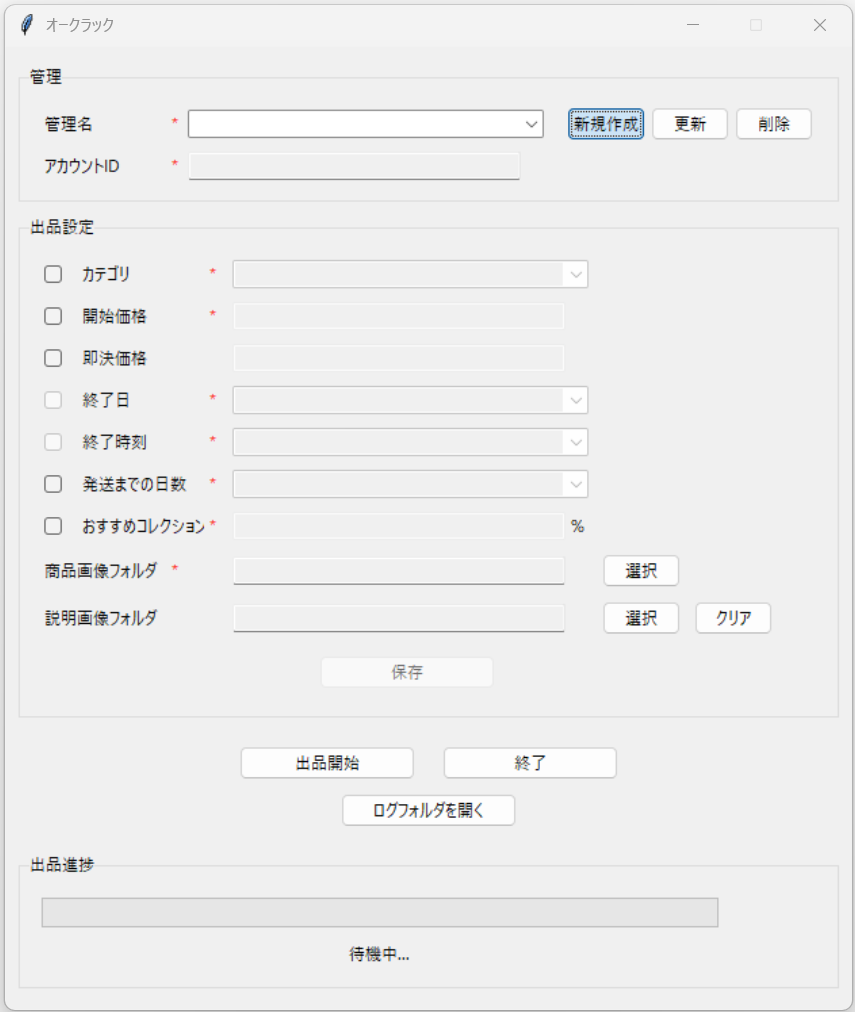 オークラック
管理
管理名 * 新規作成 更新 削除
アカウントID *
出品設定
カテゴリ *
開始価格 *
即決価格
終了日 *
終了時刻 *
発送までの日数 *
おすすめコレクション * %
商品画像フォルダ * 選択
説明画像フォルダ 選択 クリア
保存
出品開始 終了
ログフォルダを開く
出品進捗
待機中...